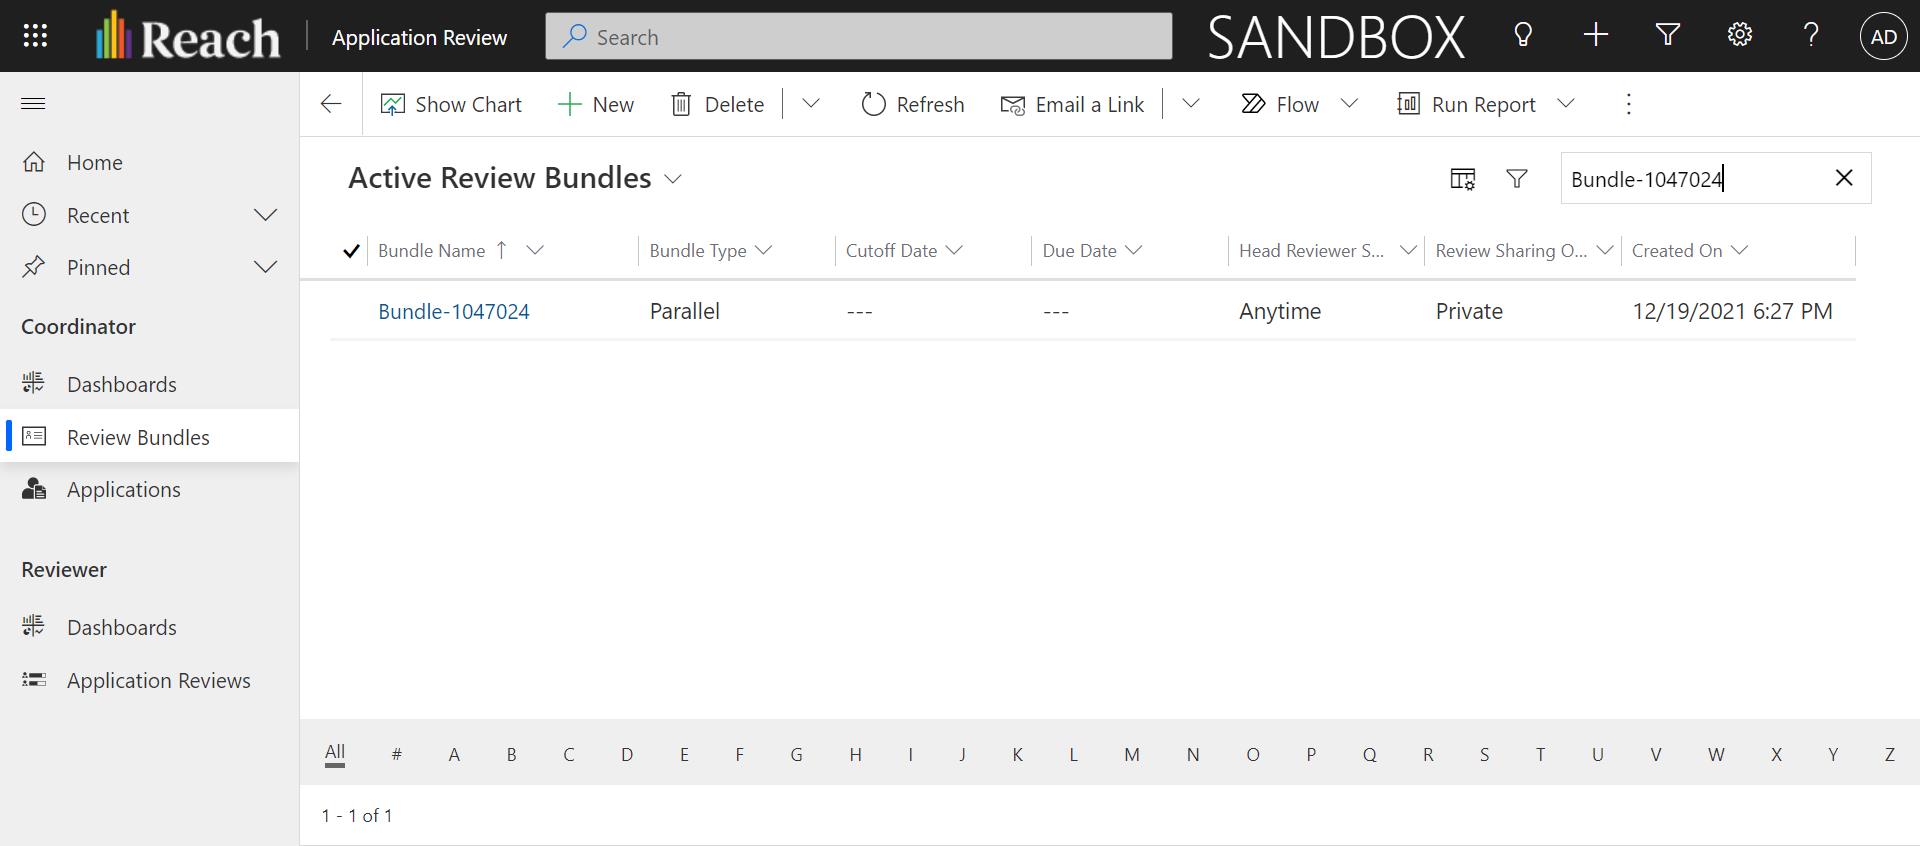 Reach
Application Review
Search
SANDBOX
?
AD
Show Chart
New
Delete
Refresh
Email a Link
Flow
Run Report
Home
Recent
Pinned
Coordinator
Dashboards
Review Bundles
Applications
Reviewer
Dashboards
Application Reviews
Active Review Bundles
Bundle-1047024
Bundle Name Bundle Type Cutoff Date Due Date Head Reviewer S... Review Sharing O... Created On
Bundle-1047024 Parallel --- --- Anytime Private 12/19/2021 6:27 PM
All # A B C D E F G H I J K L M N O P Q R S T U V W X Y Z
1 - 1 of 1